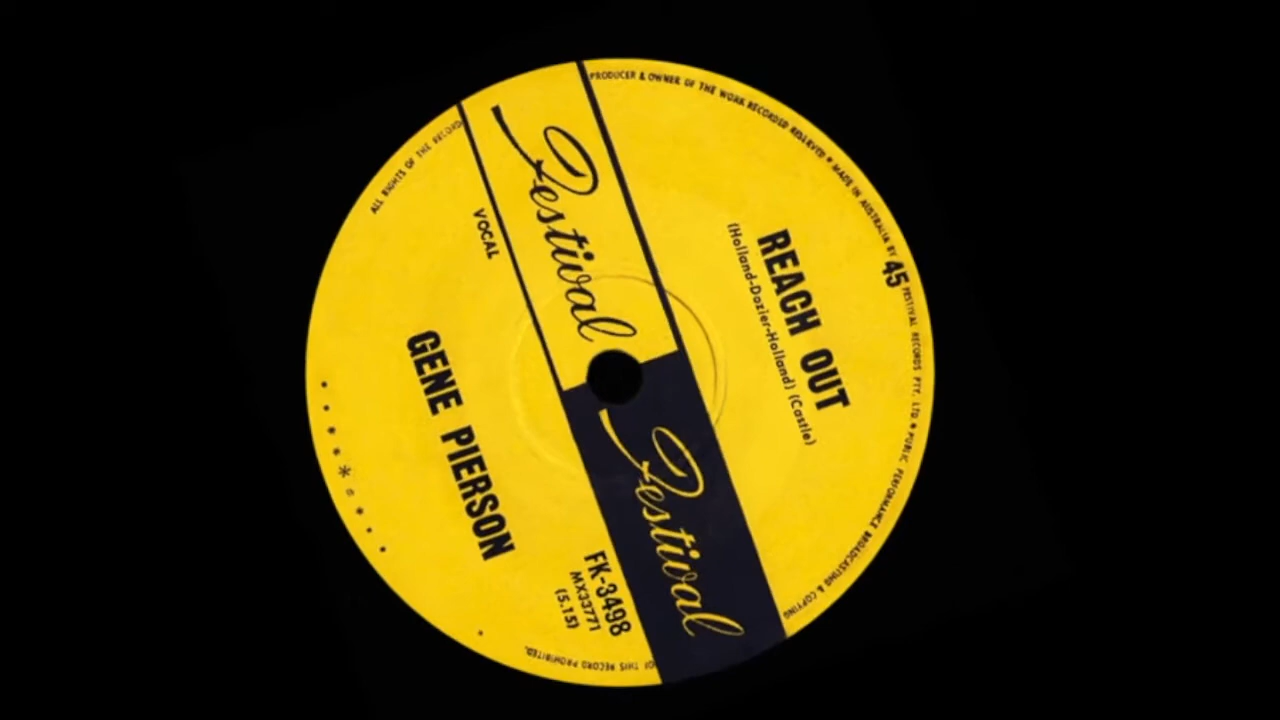 PRODUCER & OWNER OF THE WORK RECORDED RESERVED * MADE IN AUSTRALIA BY FESTIVAL RECORDS PTY. LTD. * PUBLIC PERFORMANCE BROADCASTING & COPYING
45
REACH OUT
(Holland-Dozier-Holland) (Castle)
Festival
Festival
VOCAL
FK-3498
MX33771
(5.15)
GENE PIERSON
ALL RIGHTS OF THE RECORD
OF THIS RECORD PROHIBITED.